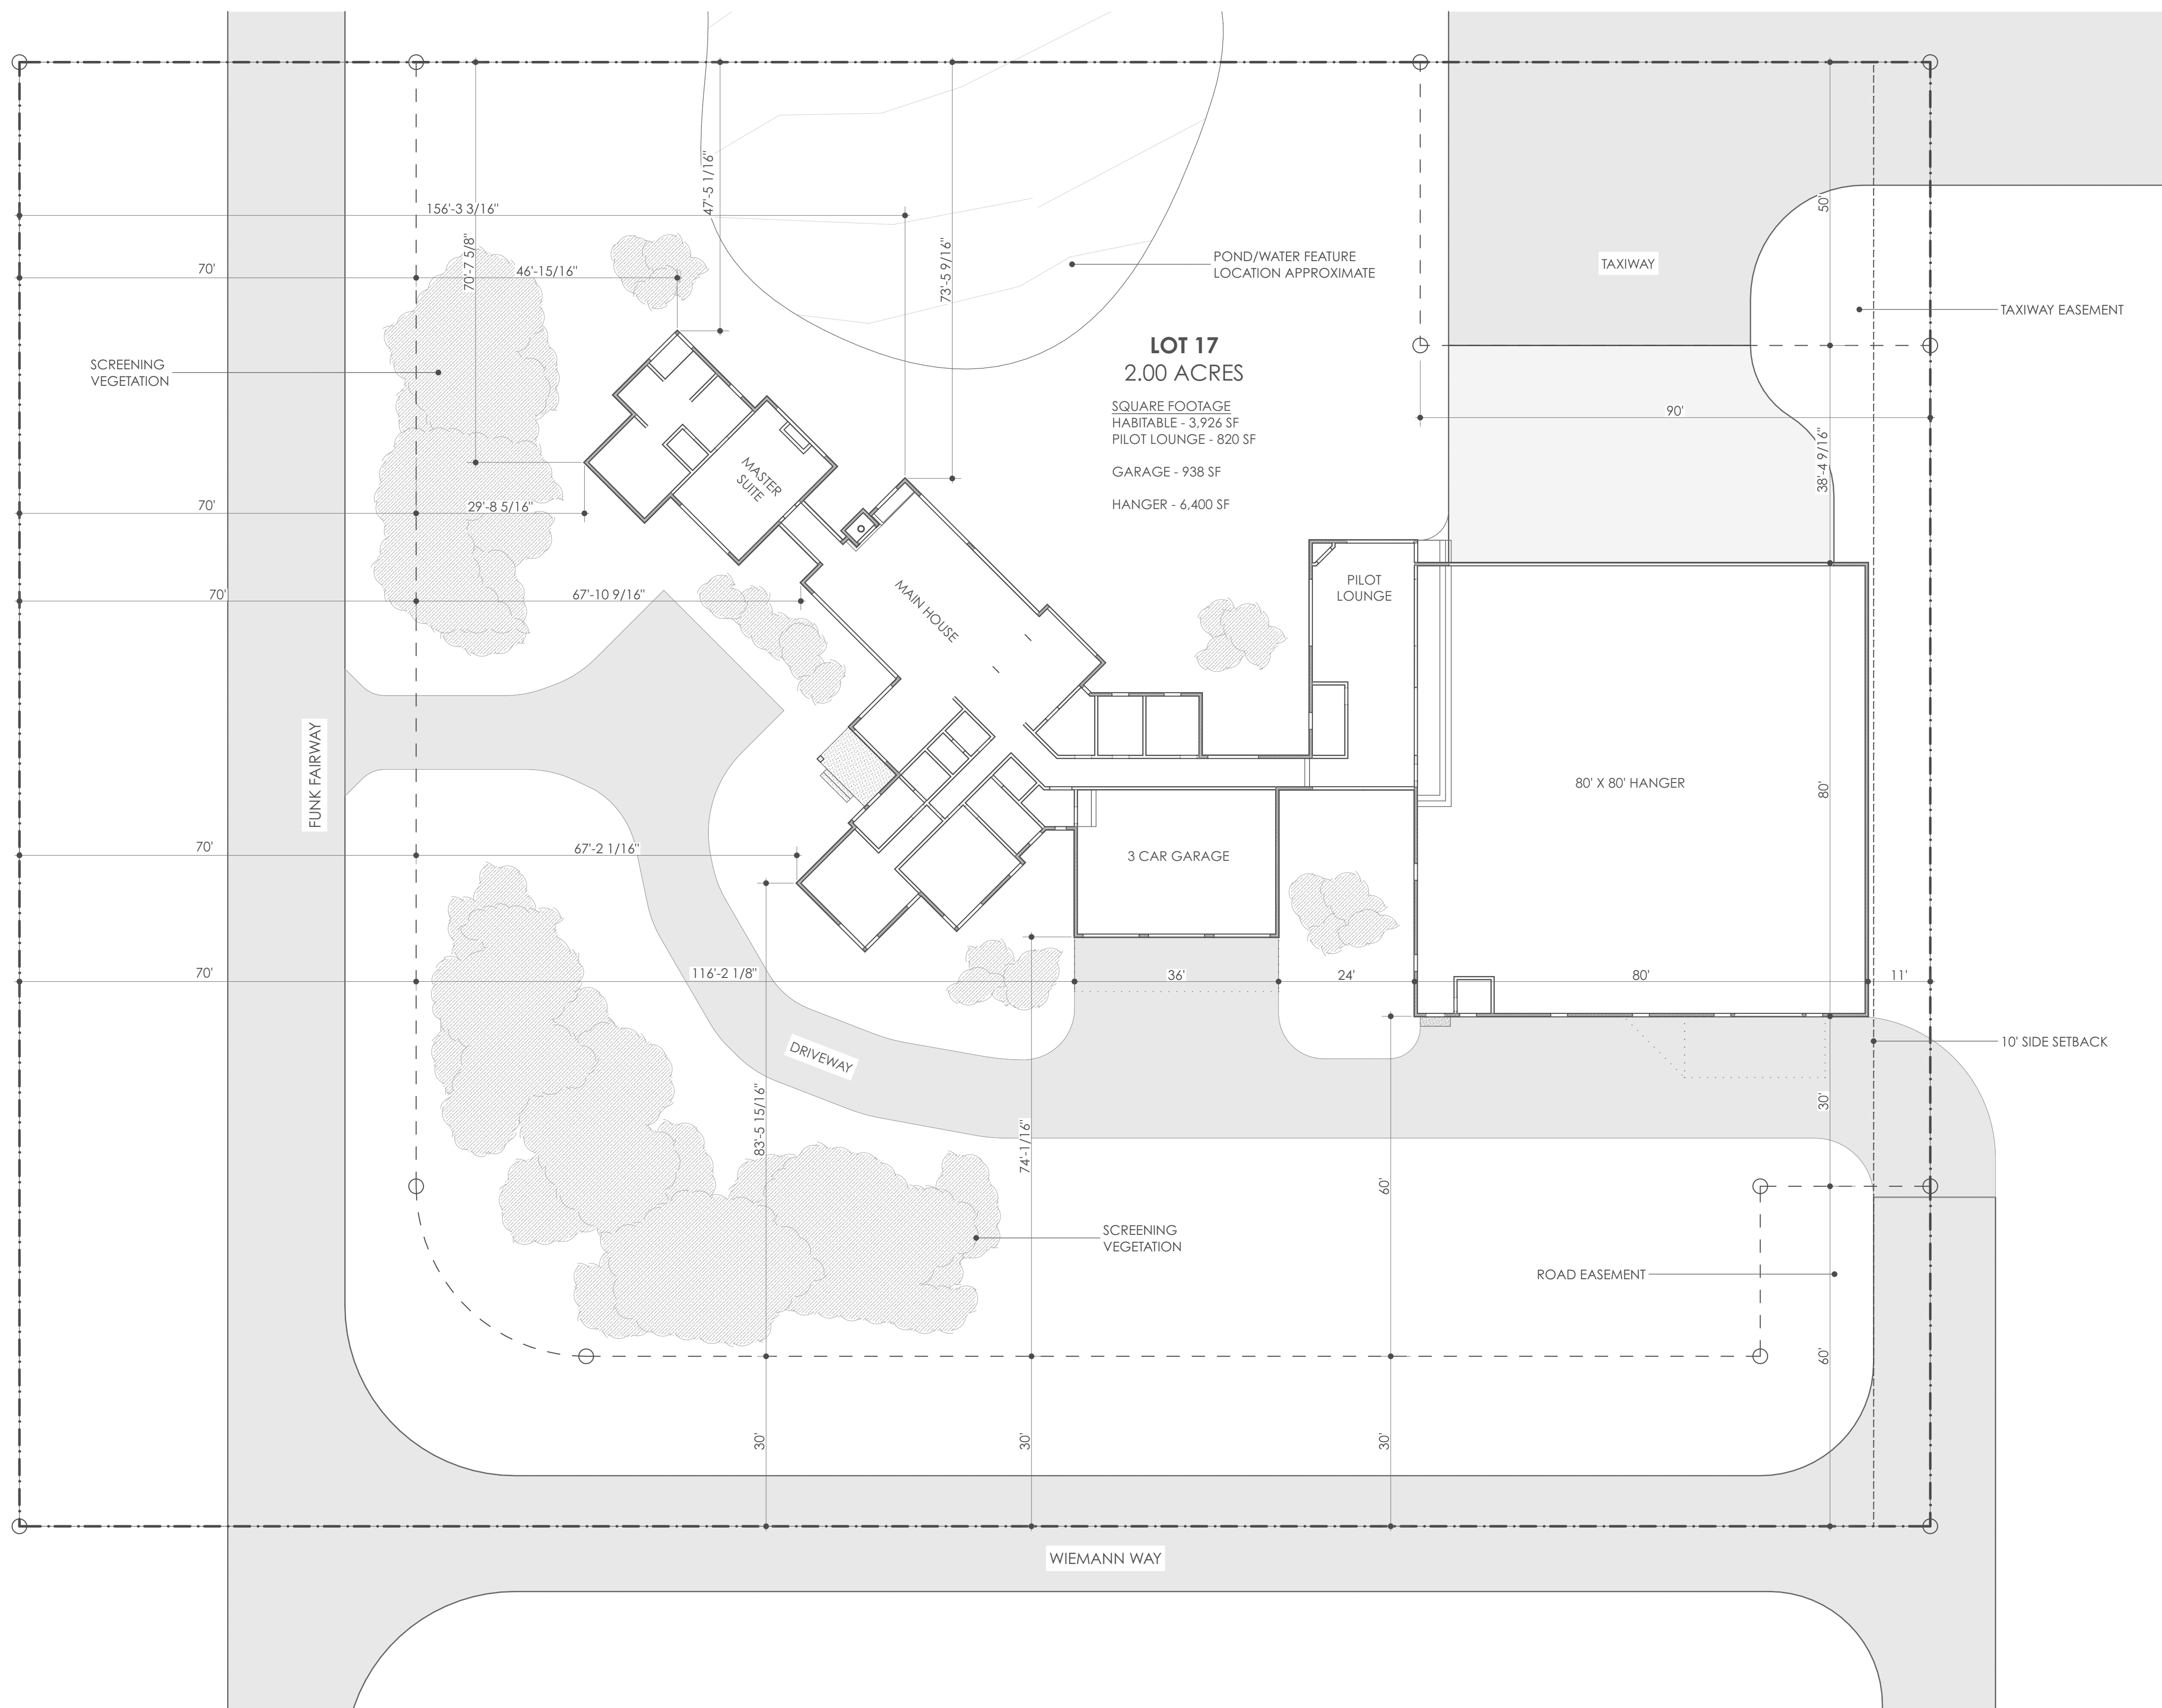 47'-5 1/16"
156'-3 3/16"
50'
70'
46'-15/16"
70'-7 5/8"
73'-5 9/16"
POND/WATER FEATURE
LOCATION APPROXIMATE
TAXIWAY
TAXIWAY EASEMENT
LOT 17
2.00 ACRES
SCREENING
VEGETATION
SQUARE FOOTAGE
HABITABLE - 3,926 SF
PILOT LOUNGE - 820 SF
GARAGE - 938 SF
HANGER - 6,400 SF
90'
38'-4 9/16"
MASTER
SUITE
70'
29'-8 5/16"
70'
67'-10 9/16"
MAIN HOUSE
PILOT
LOUNGE
FUNK FAIRWAY
80' X 80' HANGER
80'
70'
67'-2 1/16"
3 CAR GARAGE
70'
116'-2 1/8"
36'
24'
80'
11'
DRIVEWAY
10' SIDE SETBACK
83'-5 15/16"
74'-1/16"
60'
30'
SCREENING
VEGETATION
ROAD EASEMENT
60'
30'
30'
30'
WIEMANN WAY